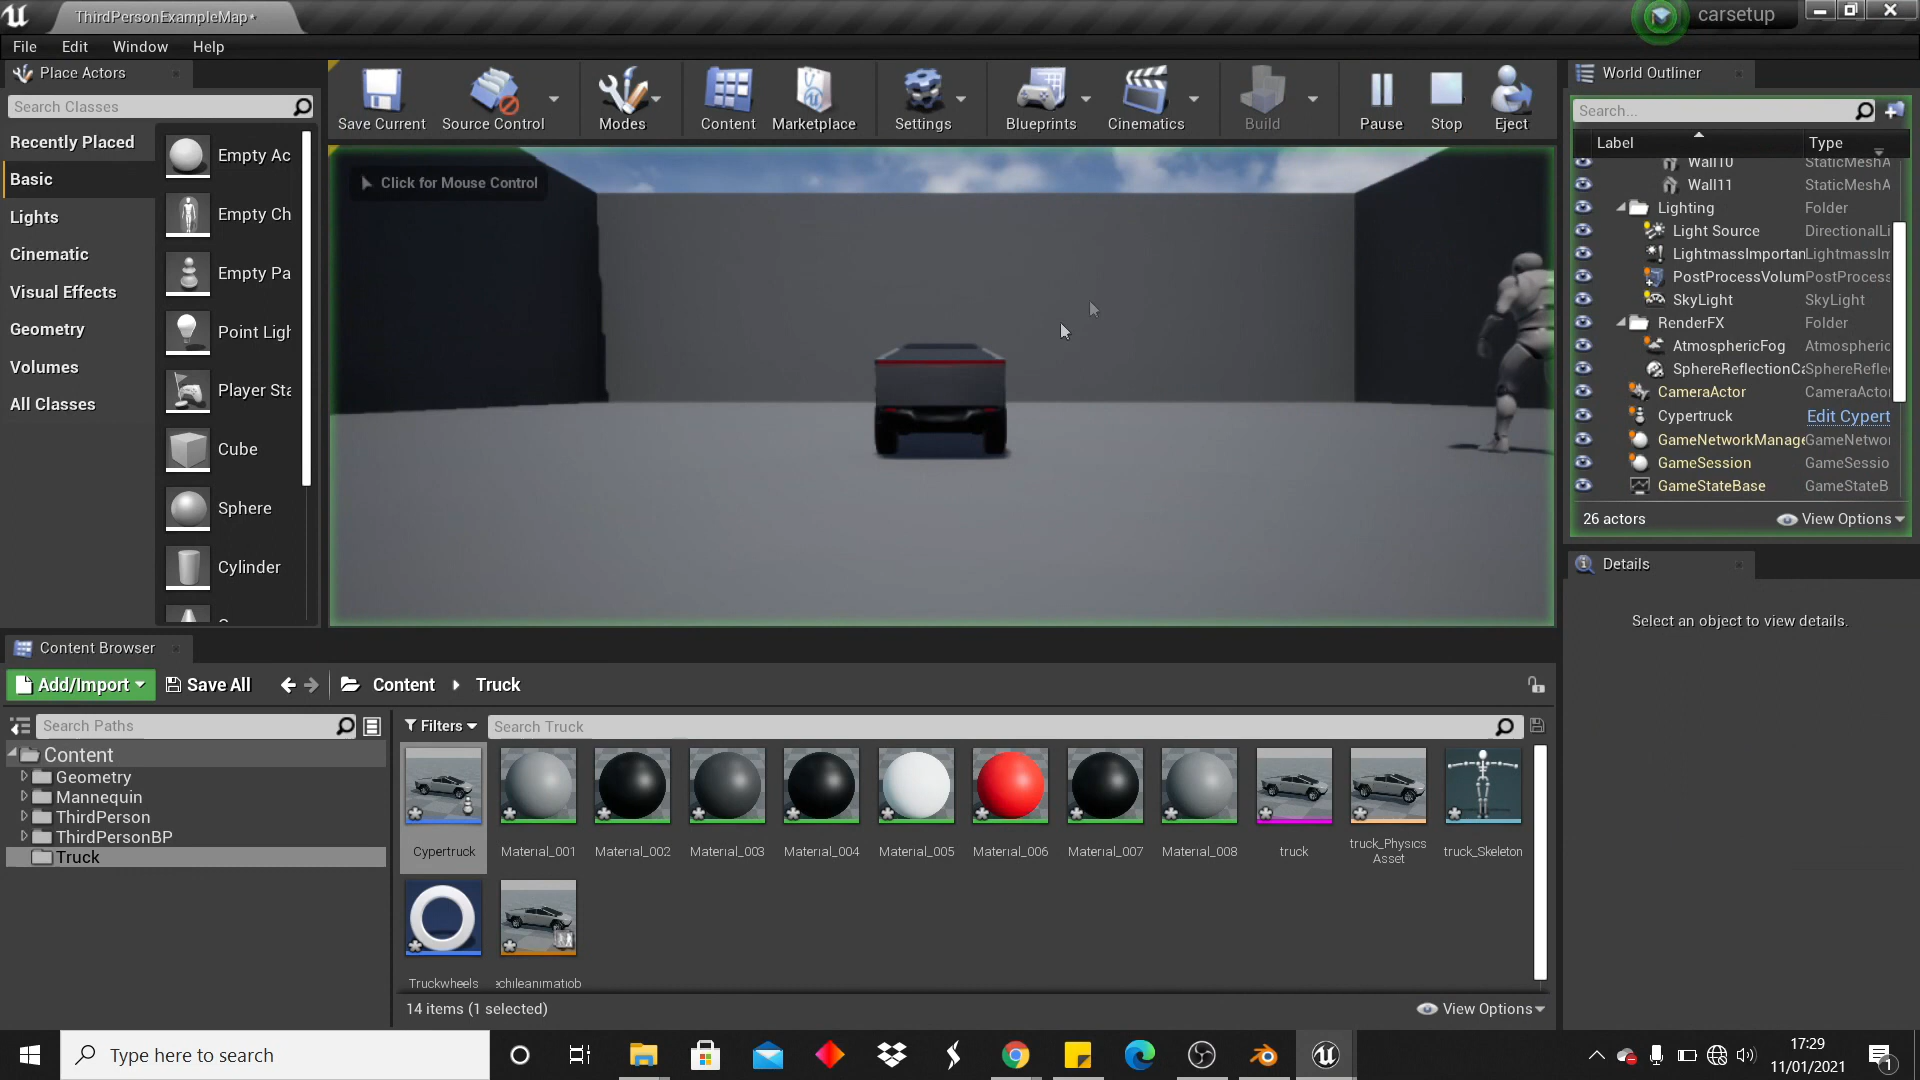 ThirdPersonExampleMap*
carsetup
File Edit Window Help
Place Actors
Search Classes
Recently Placed
Basic
Lights
Cinematic
Visual Effects
Geometry
Volumes
All Classes
Empty Ac
Empty Ch
Empty Pa
Point Ligh
Player Sta
Cube
Sphere
Cylinder
Save Current Source Control Modes Content Marketplace Settings Blueprints Cinematics Build Pause Stop Eject
Click for Mouse Control
World Outliner
Search...
Label Type
Wall10 StaticMeshA
Wall11 StaticMeshA
Lighting Folder
Light Source DirectionalLi
LightmassImportan LightmassIm
PostProcessVolum PostProcess
SkyLight SkyLight
RenderFX Folder
AtmosphericFog Atmospheric
SphereReflectionCa SphereRefle
CameraActor CameraActo
Cypertruck Edit Cypert
GameNetworkManage GameNetwo
GameSession GameSessio
GameStateBase GameStateB
26 actors View Options
Details
Select an object to view details.
Content Browser
Add/Import Save All Content Truck
Search Paths
Filters Search Truck
Content
Geometry
Mannequin
ThirdPerson
ThirdPersonBP
Truck
Cypertruck Material_001 Material_002 Material_003 Material_004 Material_005 Material_006 Material_007 Material_008 truck truck_Physics truck_Skeleton
Asset
Truckwheels echileanimatiob
14 items (1 selected) View Options
Type here to search
17:29
11/01/2021
1